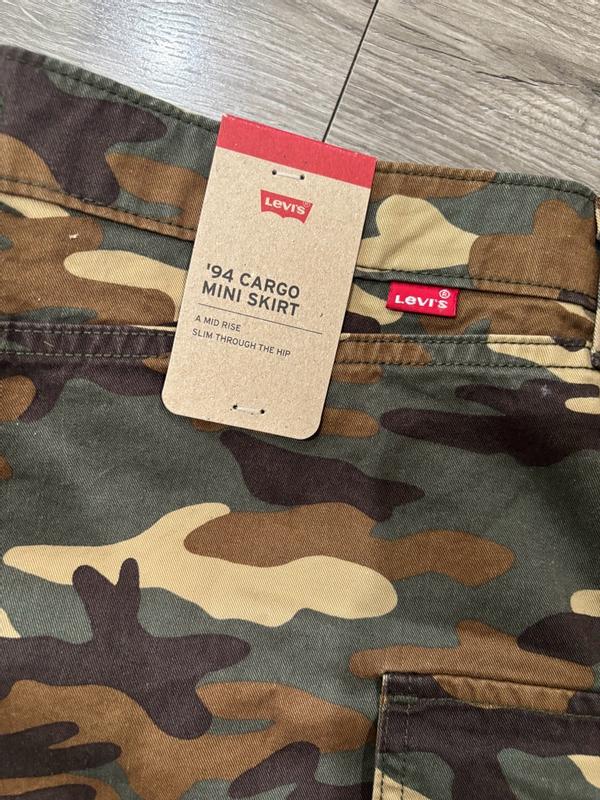 Levi's
'94 CARGO
MINI SKIRT
A MID RISE
SLIM THROUGH THE HIP
Levi's®